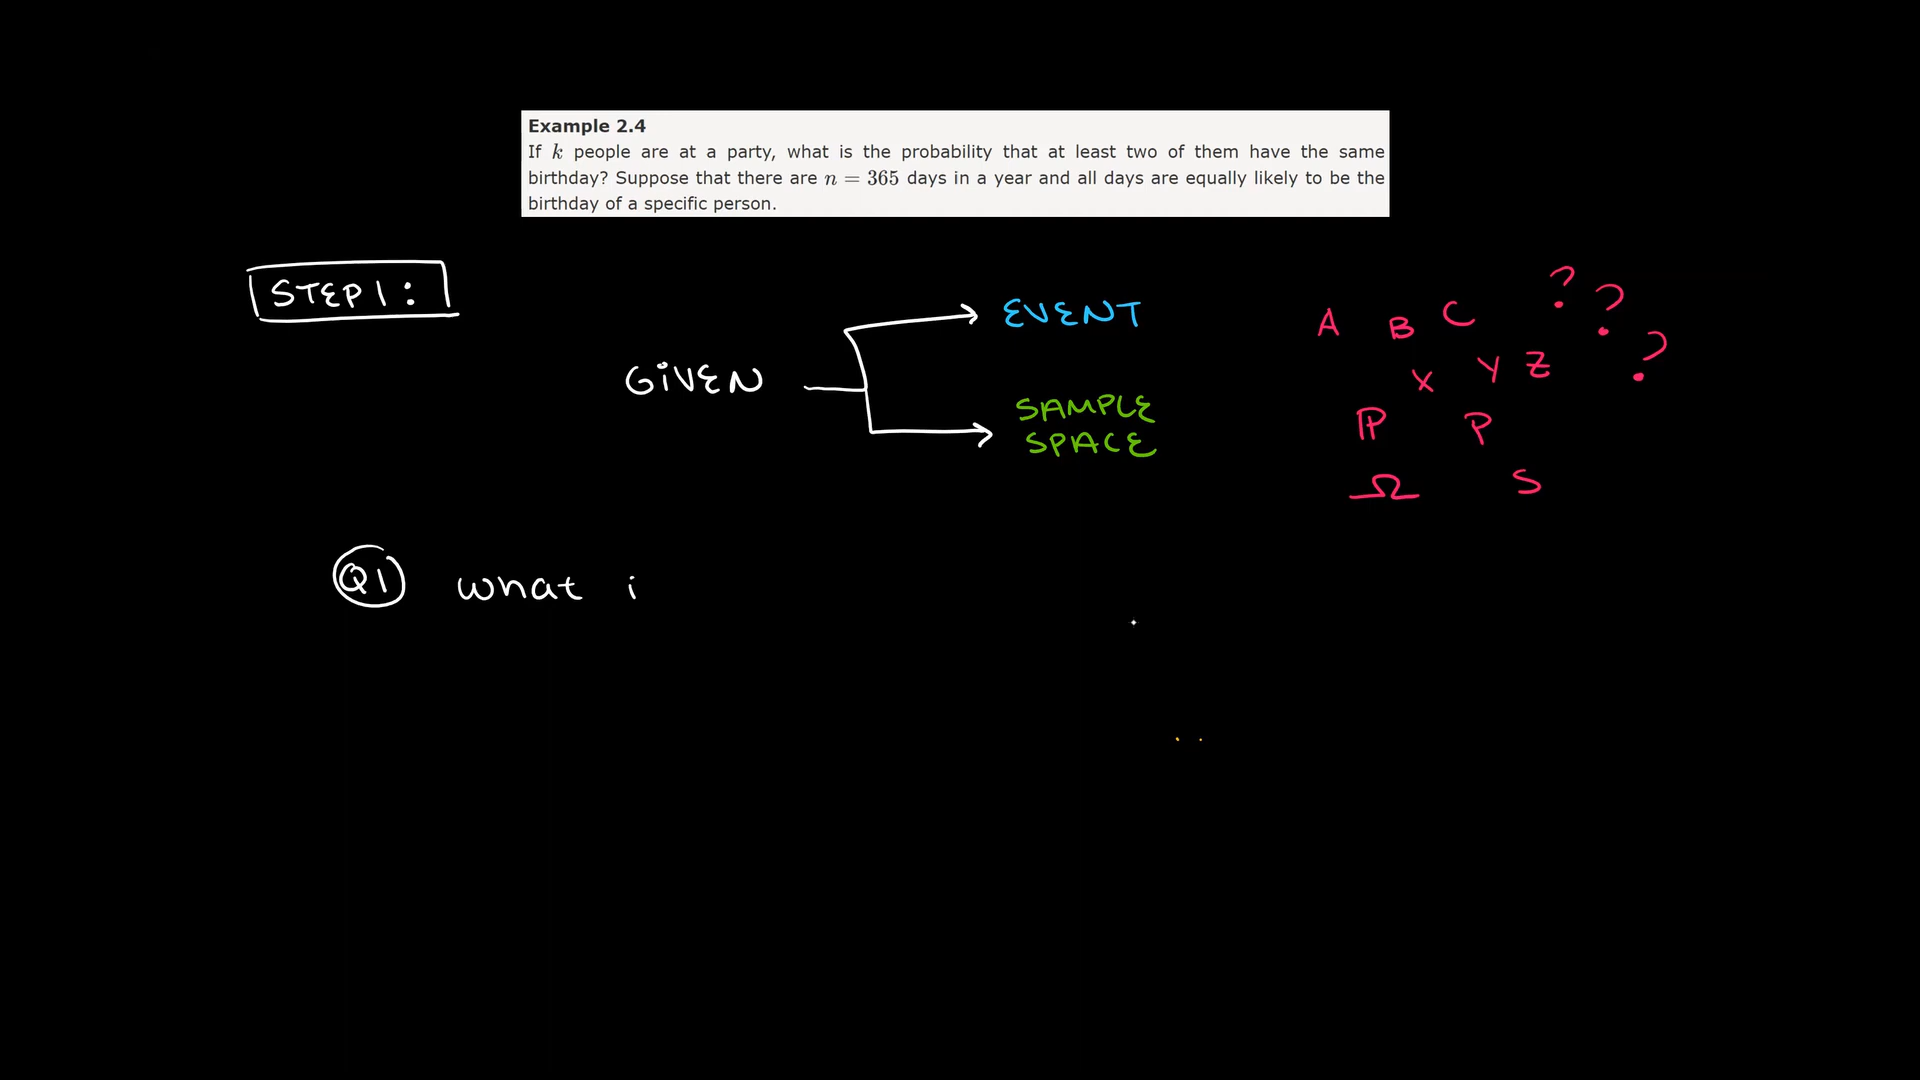 Example 2.4
If k people are at a party, what is the probability that at least two of them have the same
birthday? Suppose that there are n = 365 days in a year and all days are equally likely to be the
birthday of a specific person.
STEP 1 :
GIVEN
EVENT
SAMPLE
SPACE
A B C ? ? ?
X Y Z
ℙ P
Ω S
Q1 what i